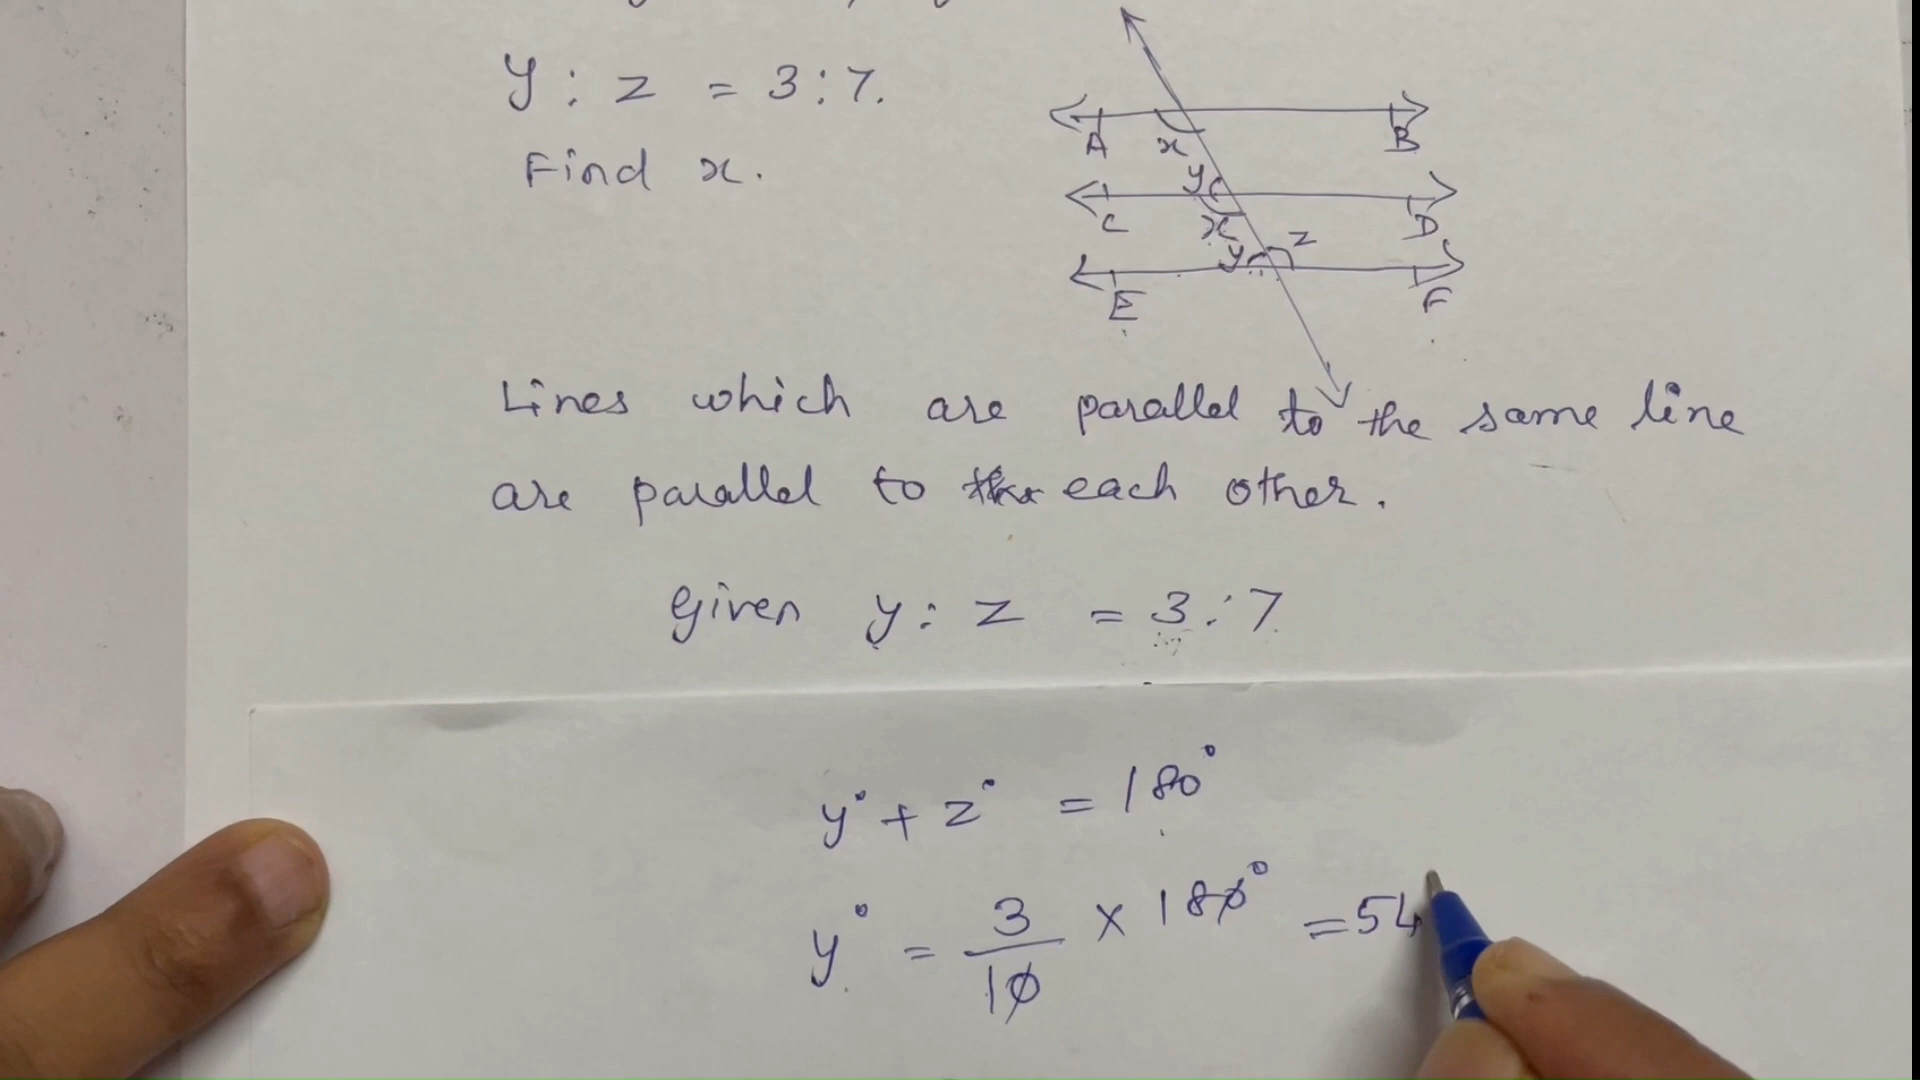 y : z = 3 : 7.
Find x.
A x B
y
C x D
y z
E F
Lines which are parallel to the same line
are parallel to each other.
Given y : z = 3 : 7
y° + z° = 180°
y° = 3/10 × 180° = 54